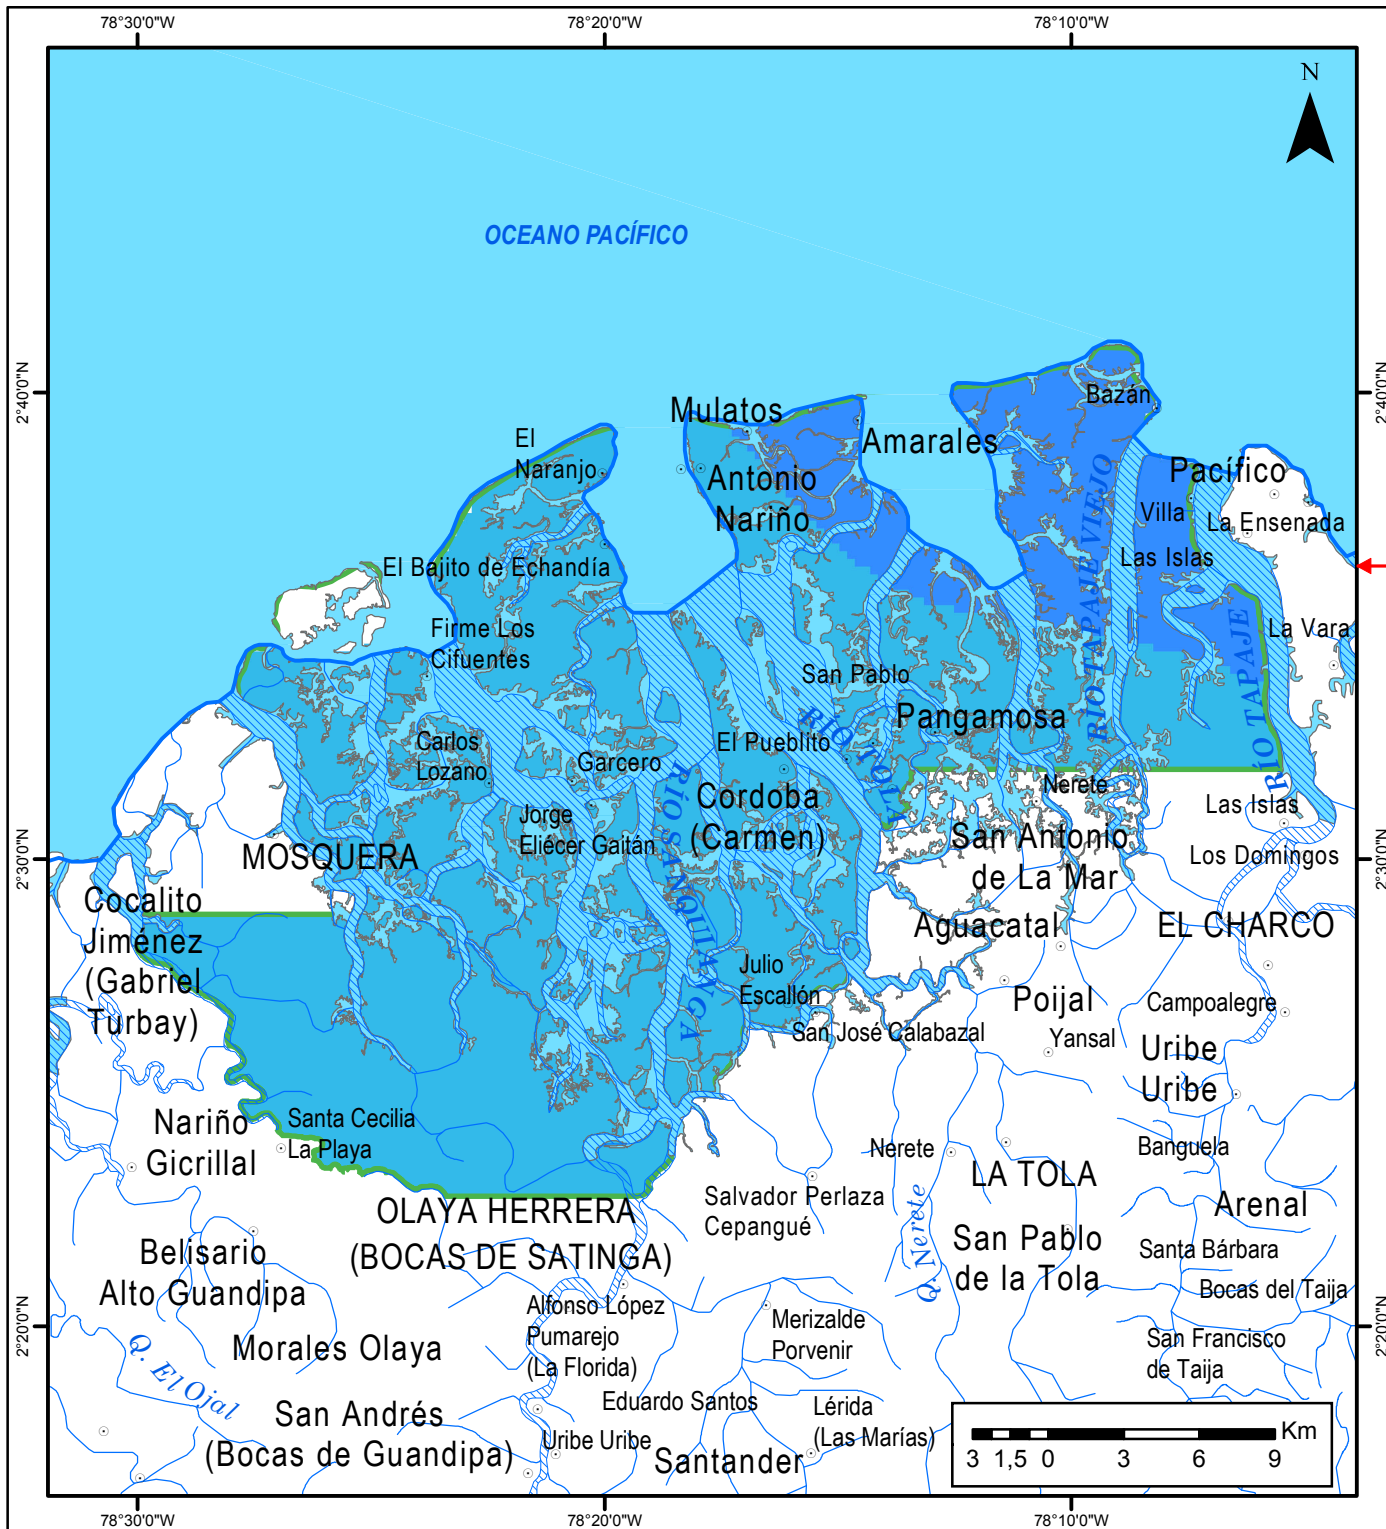 78°30'0"W
78°20'0"W
78°10'0"W
N
OCEANO PACÍFICO
2°40'0"N
2°40'0"N
Bazán
Mulatos
El
Naranjo
Amarales
Antonio
Nariño
Pacífico
Villa
La Ensenada
Las Islas
El Bajito de Echandía
RÍO TAPAJE VIEJO
Firme Los
Cifuentes
La Vara
San Pablo
RÍO TAPAJE
Pangamosa
RÍO TOLA
Carlos
Lozano
Garcero
El Pueblito
Nerete
Las Islas
Cordoba
(Carmen)
Jorge
Eliécer Gaitán
RÍO SANQUIANGA
San Antonio
de La Mar
Los Domingos
MOSQUERA
2°30'0"N
2°30'0"N
Cocalito
Jiménez
(Gabriel
Turbay)
Aguacatal
EL CHARCO
Julio
Escallón
Poijal
Campoalegre
San José Calabazal
Yansal
Uribe
Uribe
Nariño
Gicrillal
Santa Cecilia
La Playa
Nerete
Banguela
LA TOLA
Salvador Perlaza
Cepangué
Arenal
OLAYA HERRERA
(BOCAS DE SATINGA)
Q. Nerete
San Pablo
de la Tola
Santa Bárbara
Belisario
Alto Guandipa
Bocas del Taija
Alfonso López
Pumarejo
(La Florida)
Merizalde
Porvenir
2°20'0"N
2°20'0"N
San Francisco
de Taija
Morales Olaya
Q. El Ojal
Eduardo Santos
Lérida
(Las Marías)
San Andrés
(Bocas de Guandipa)
Uribe Uribe
Santander
Km
3 1,5 0 3 6 9
78°30'0"W
78°20'0"W
78°10'0"W